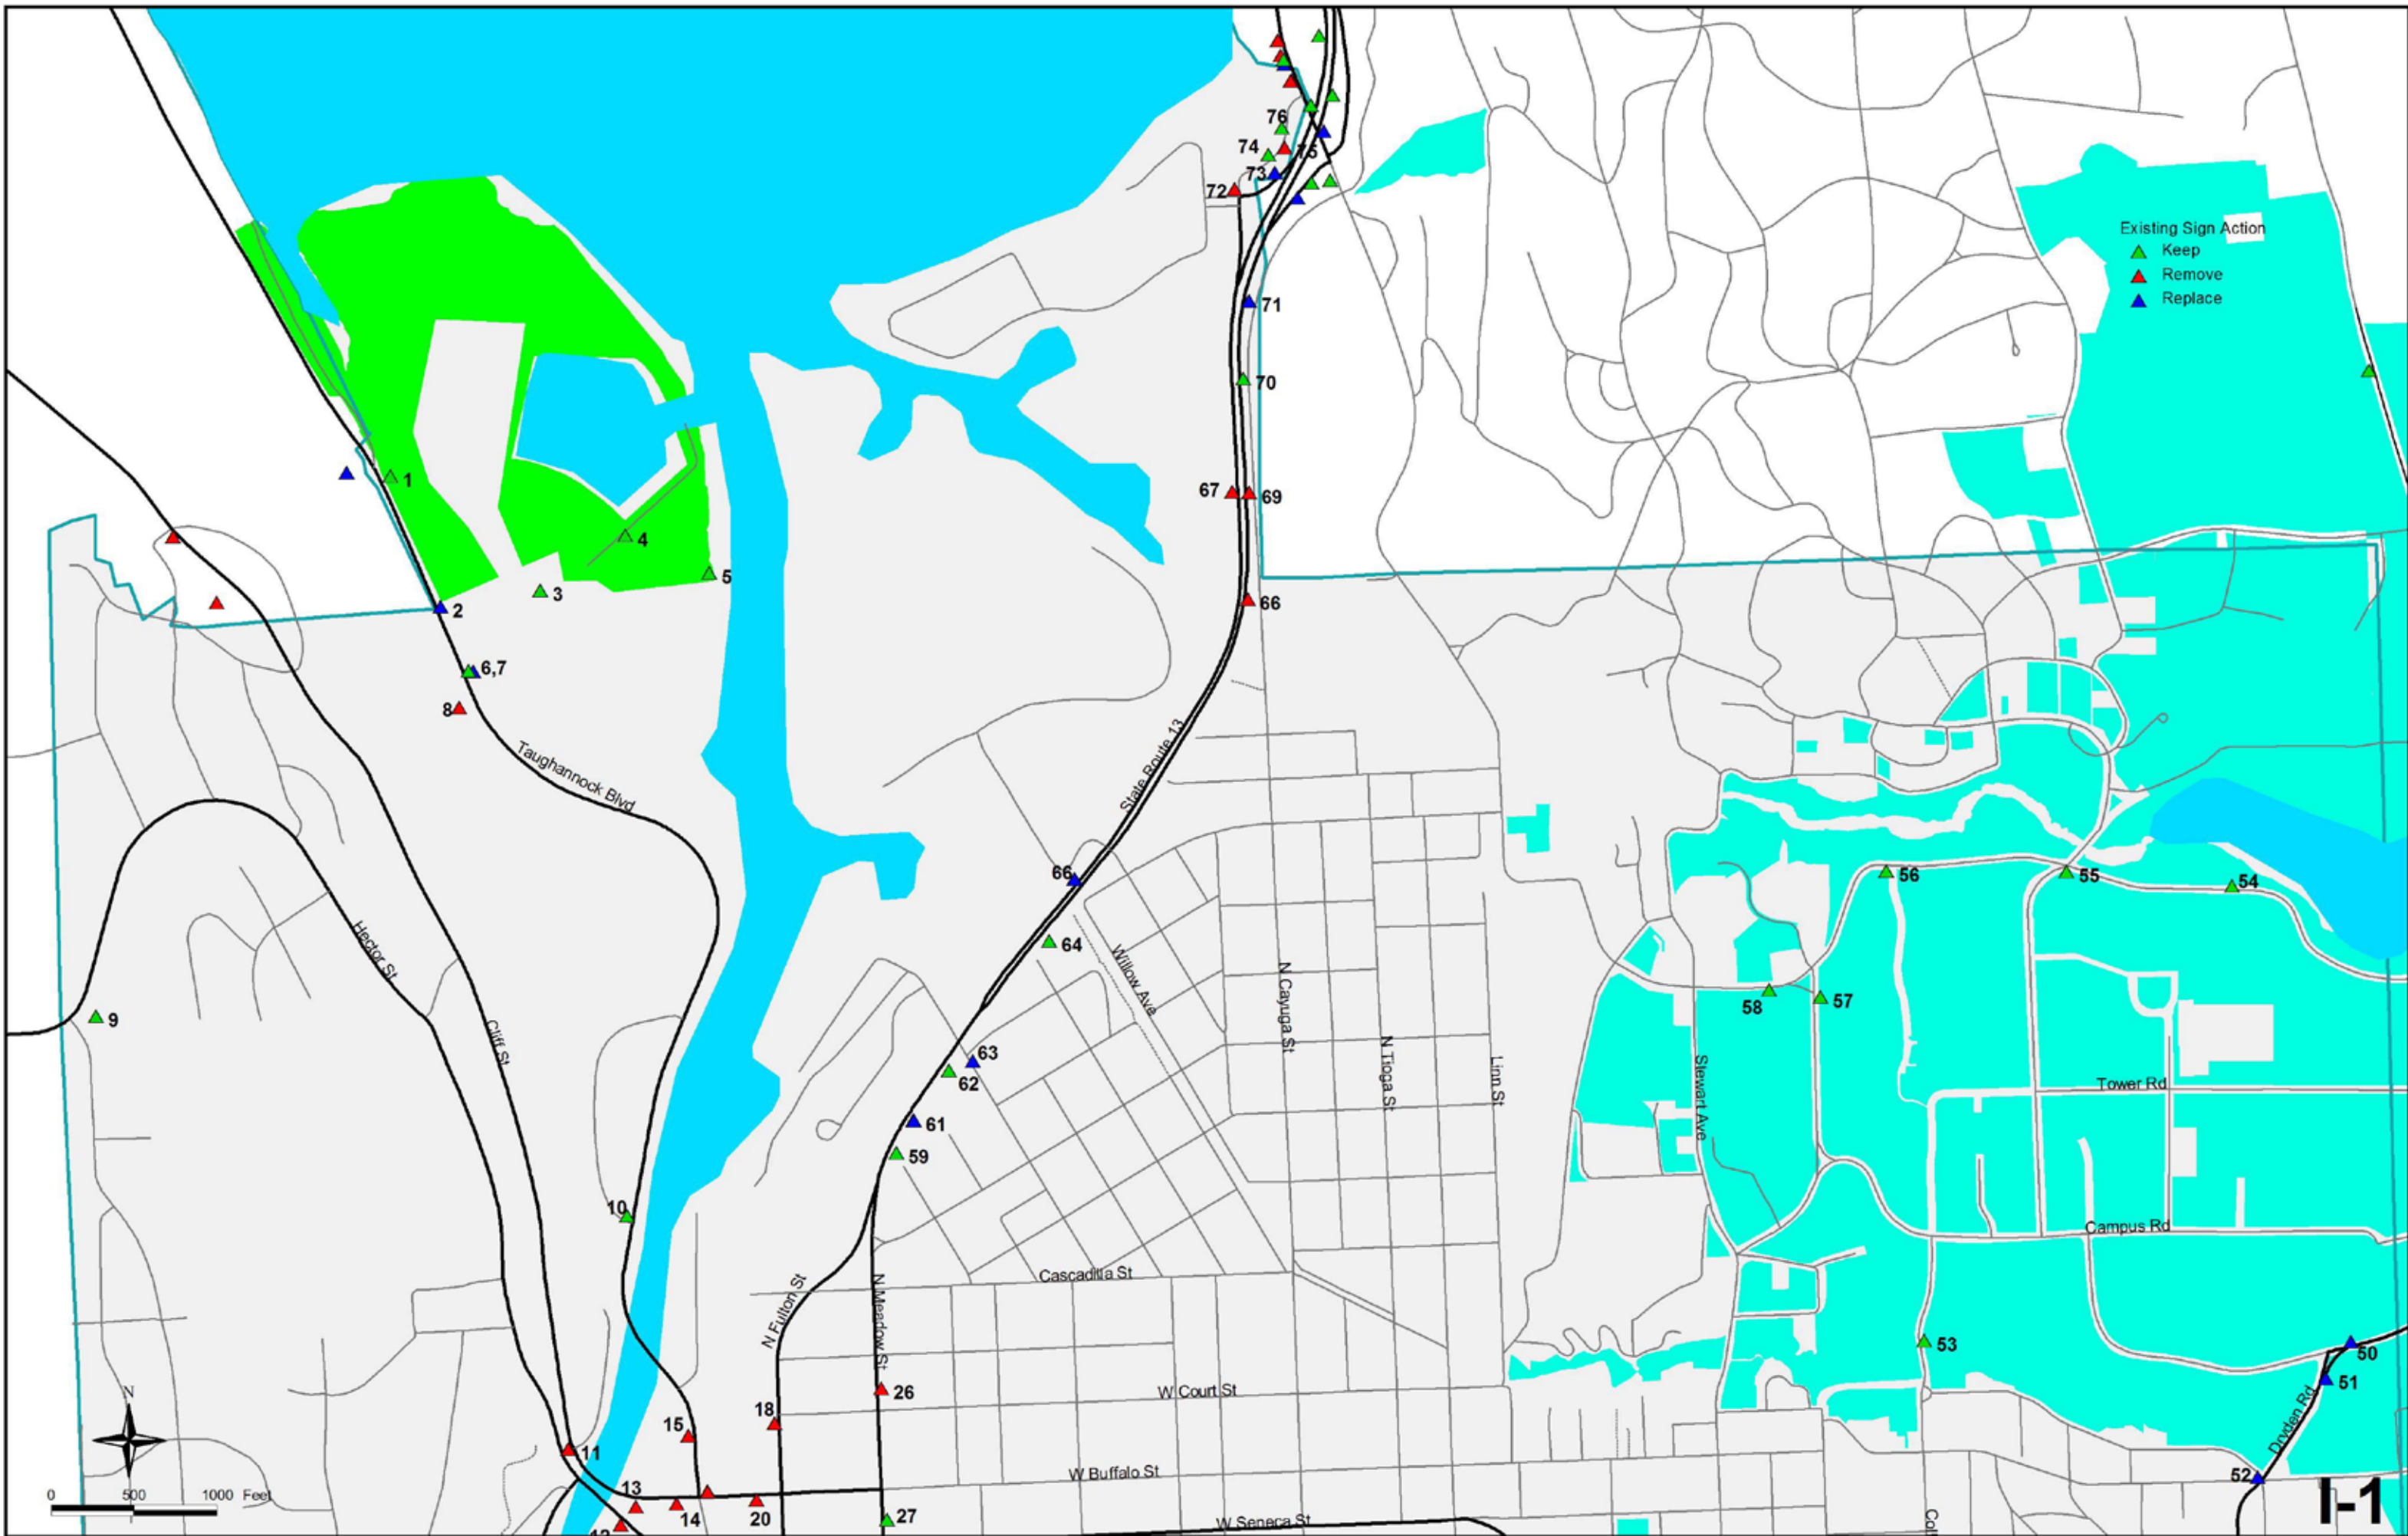 76
74
75
73
72
Existing Sign Action
Keep
Remove
Replace
71
70
1
67
69
4
5
3
66
2
6,7
8
State Route 13
Taughannock Blvd
66
56
55
54
64
Hector St
Willow Ave
N Cayuga St
58
57
9
Cliff St
63
N Tioga St
Linn St
Stewart Ave
62
Tower Rd
61
59
10
Campus Rd
Cascadilla St
N Fulton St
N Meadow St
53
50
51
26
W Court St
18
15
Dryden Rd
N
11
W Buffalo St
52
13
0 500 1000 Feet
14
20
27
W Seneca St
I-1